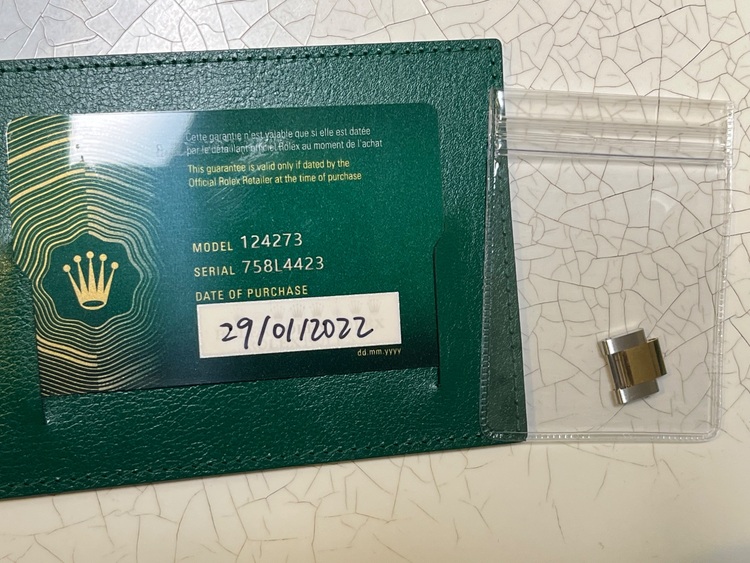 Cette garantie n'est valable que si elle est datée
par le détaillant officiel Rolex au moment de l'achat
This guarantee is valid only if dated by the
Official Rolex Retailer at the time of purchase
MODEL 124273
SERIAL 758L4423
DATE OF PURCHASE
29/01/2022
dd.mm.yyyy